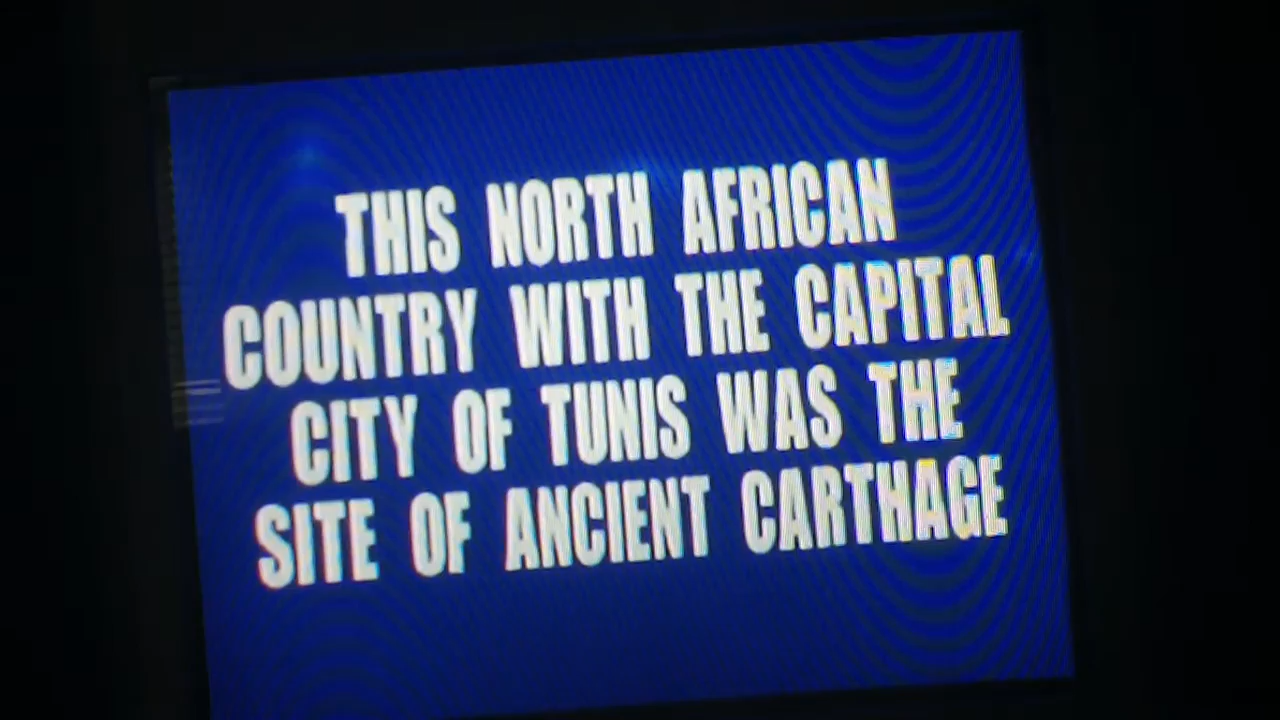 THIS NORTH AFRICAN
COUNTRY WITH THE CAPITAL
CITY OF TUNIS WAS THE
SITE OF ANCIENT CARTHAGE